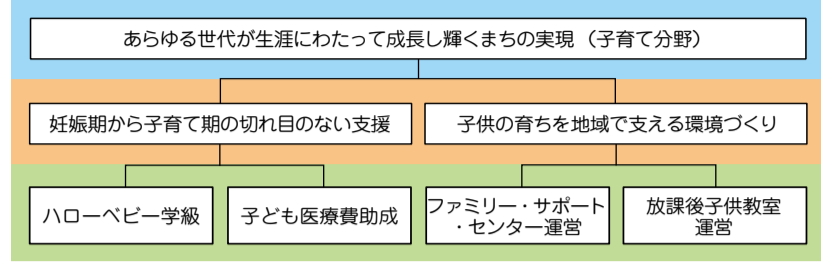 あらゆる世代が生涯にわたって成長し輝くまちの実現（子育て分野）
妊娠期から子育て期の切れ目のない支援
子供の育ちを地域で支える環境づくり
ハローベビー学級
子ども医療費助成
ファミリー・サポート
・センター運営
放課後子供教室
運営